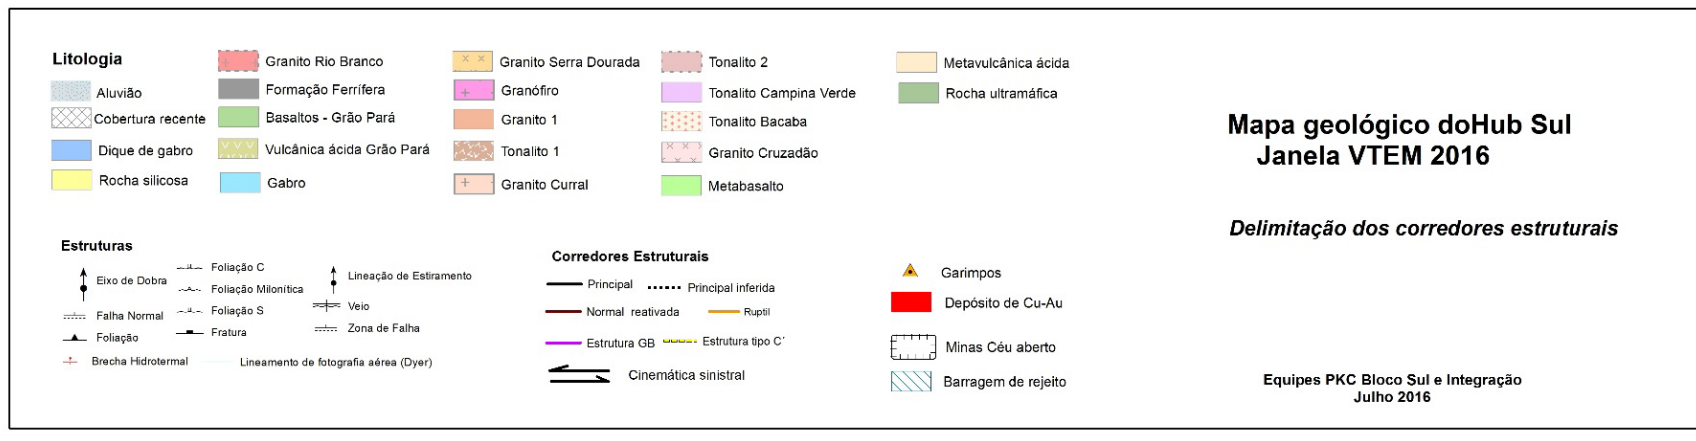 Litologia
Aluvião
Cobertura recente
Dique de gabro
Rocha silicosa
Granito Rio Branco
Formação Ferrífera
Basaltos - Grão Pará
Vulcânica ácida Grão Pará
Gabro
Granito Serra Dourada
Granófiro
Granito 1
Tonalito 1
Granito Curral
Tonalito 2
Tonalito Campina Verde
Tonalito Bacaba
Granito Cruzadão
Metabasalto
Metavulcânica ácida
Rocha ultramáfica
Mapa geológico doHub Sul
Janela VTEM 2016
Delimitação dos corredores estruturais
Estruturas
Eixo de Dobra
Falha Normal
Foliação
Brecha Hidrotermal
Foliação C
Foliação Milonítica
Foliação S
Fratura
Lineamento de fotografia aérea (Dyer)
Lineação de Estiramento
Veio
Zona de Falha
Corredores Estruturais
Principal
Principal inferida
Normal reativada
Ruptil
Estrutura GB
Estrutura tipo C´
Cinemática sinistral
Garimpos
Depósito de Cu-Au
Minas Céu aberto
Barragem de rejeito
Equipes PKC Bloco Sul e Integração
Julho 2016